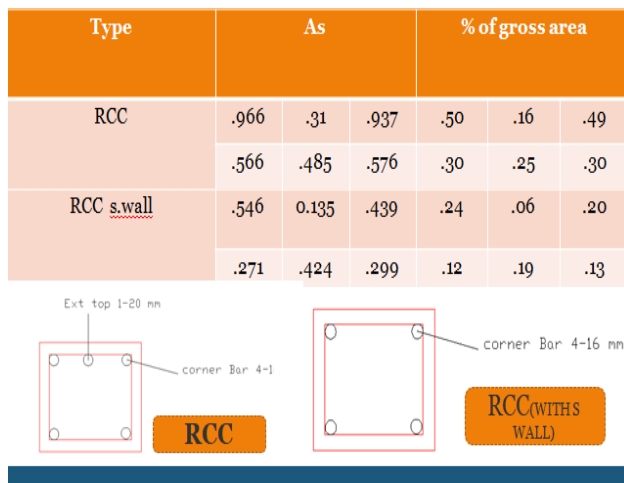 Type As % of gross area
RCC .966 .31 .937 .50 .16 .49
.566 .485 .576 .30 .25 .30
RCC s.wall .546 0.135 .439 .24 .06 .20
.271 .424 .299 .12 .19 .13
Ext top 1-20 mm
corner Bar 4-1
RCC
corner Bar 4-16 mm
RCC(WITH S
WALL)